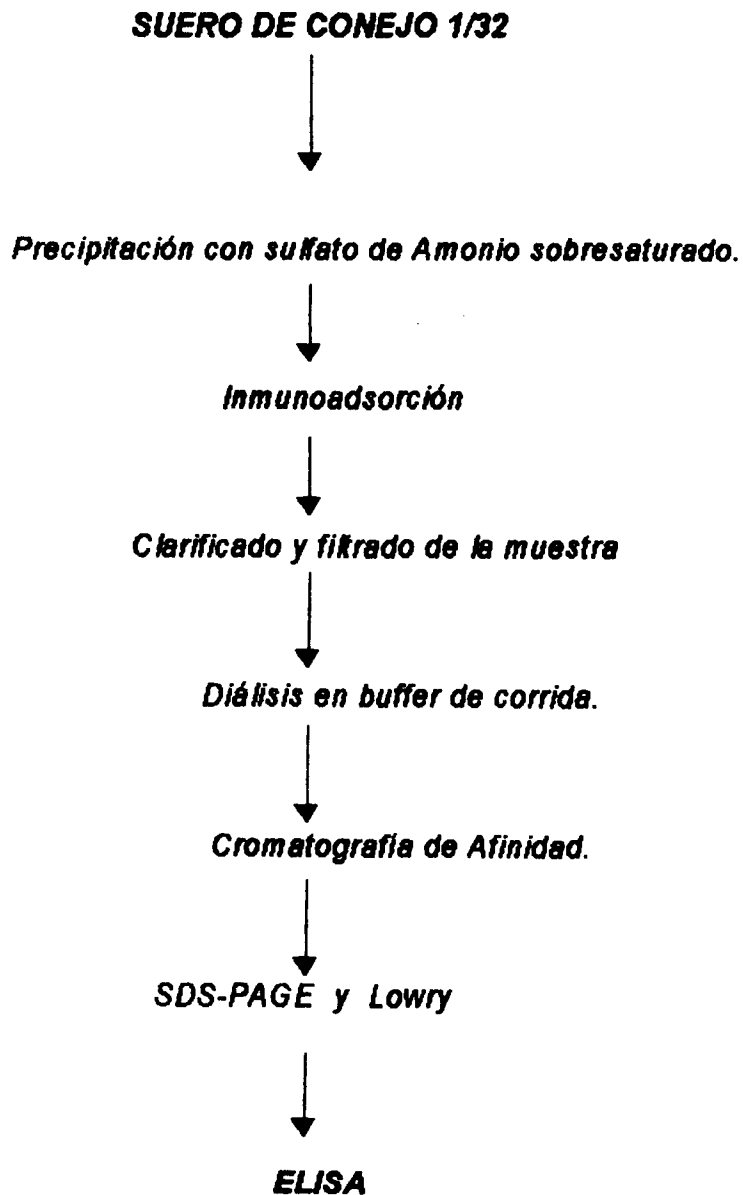 SUERO DE CONEJO 1/32
Precipitación con sulfato de Amonio sobresaturado.
Inmunoadsorción
Clarificado y filtrado de la muestra
Diálisis en buffer de corrida.
Cromatografía de Afinidad.
SDS-PAGE y Lowry
ELISA